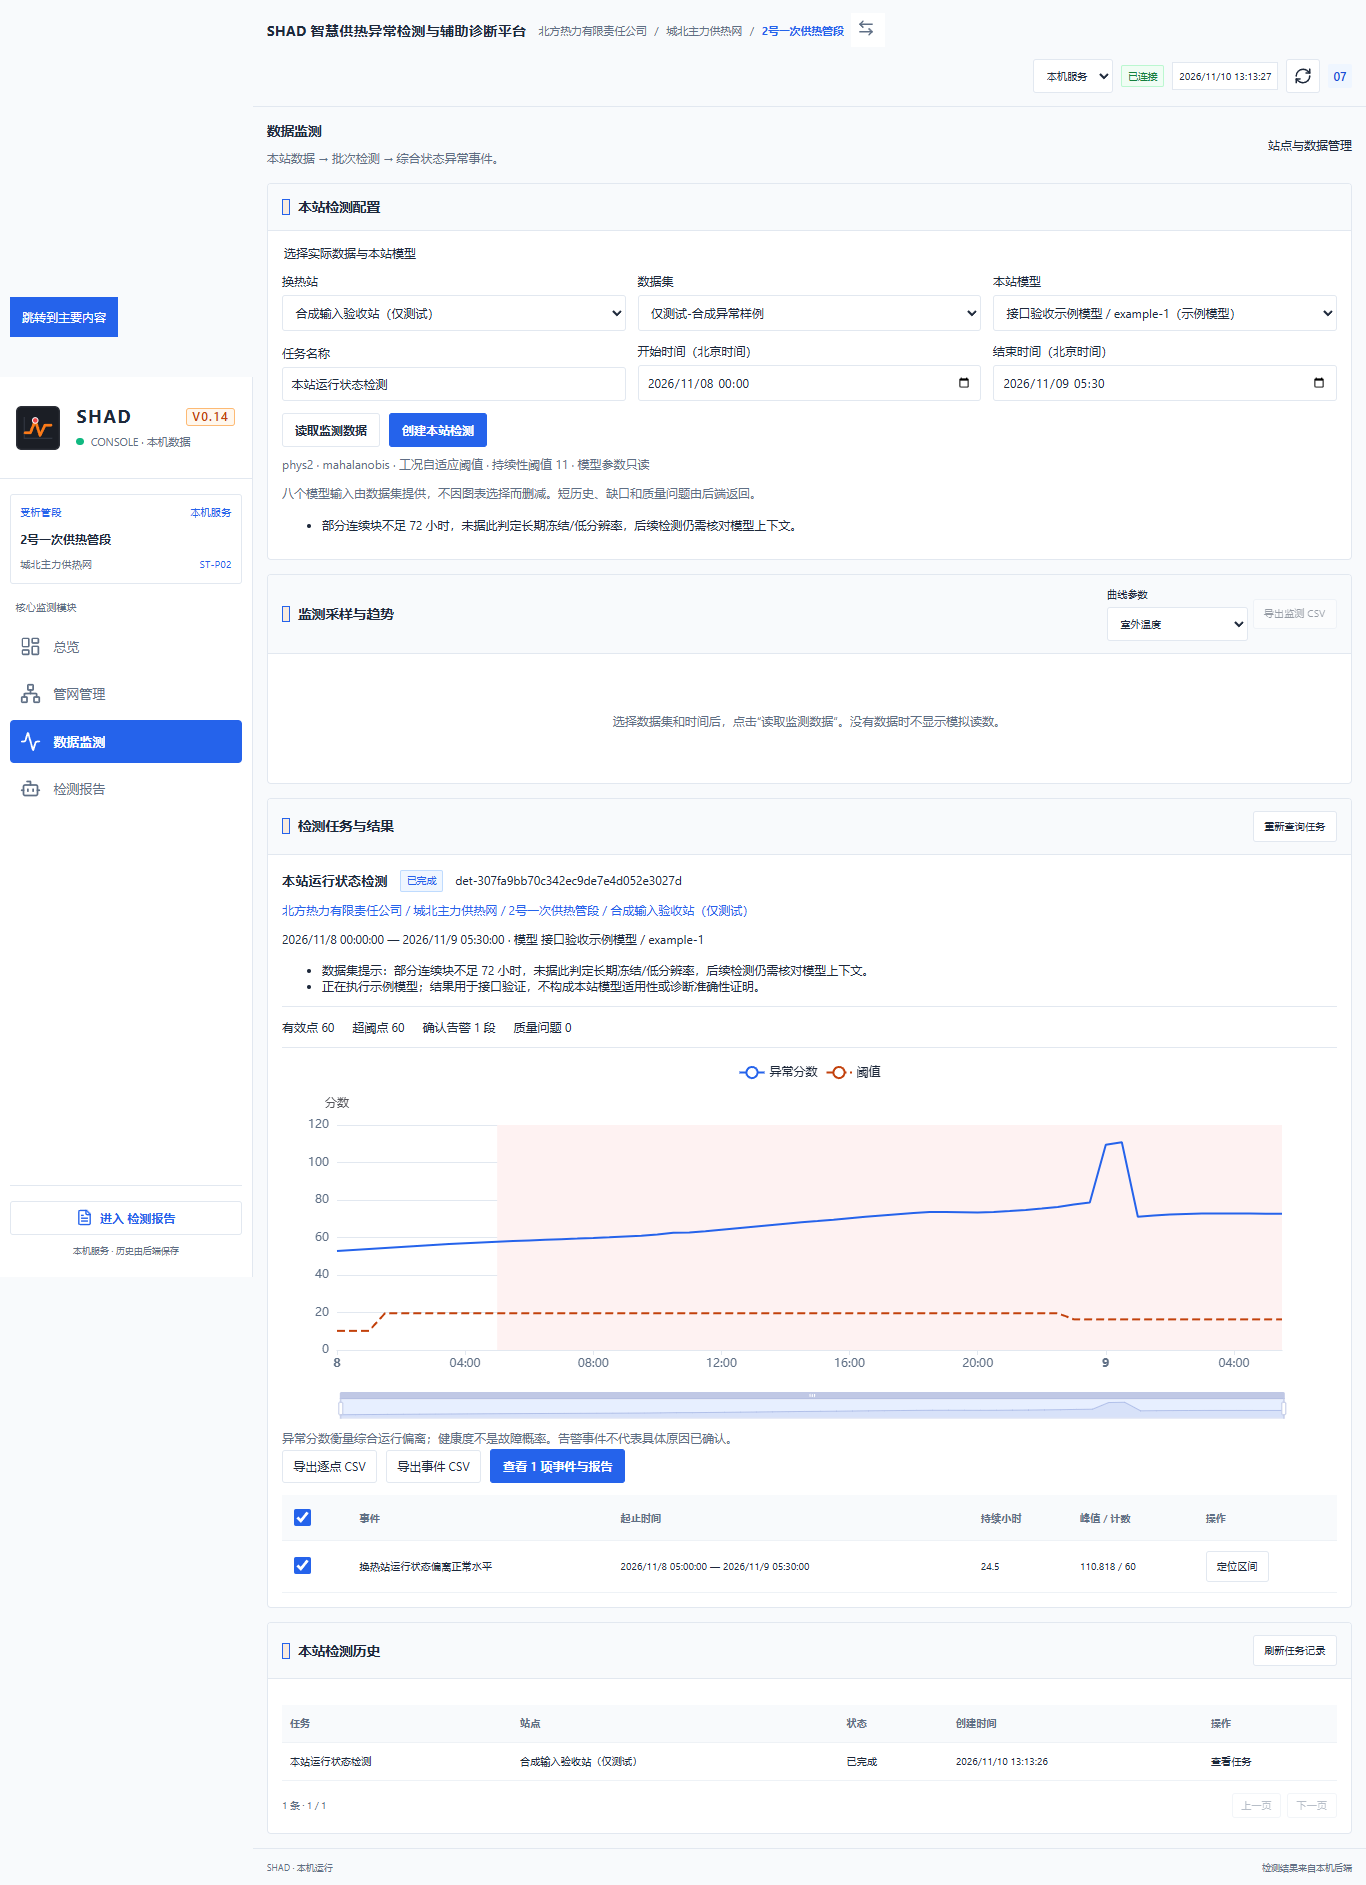 SHAD 智慧供热异常检测与辅助诊断平台 北方热力有限责任公司 / 城北主力供热网 / 2号一次供热管段
本机服务 已连接 2026/11/10 13:13:27 07
数据监测
本站数据 → 批次检测 → 综合状态异常事件。
站点与数据管理
本站检测配置
选择实际数据与本站模型
换热站 数据集 本站模型
合成输入验收站（仅测试） 仅测试-合成异常样例 接口验收示例模型 / example-1（示例模型）
任务名称 开始时间（北京时间） 结束时间（北京时间）
本站运行状态检测 2026/11/08 00:00 2026/11/09 05:30
读取监测数据 创建本站检测
phys2 · mahalanobis · 工况自适应阈值 · 持续性阈值 11 · 模型参数只读
八个模型输入由数据集提供，不因图表选择而删减。短历史、缺口和质量问题由后端返回。
• 部分连续块不足 72 小时，未据此判定长期冻结/低分辨率，后续检测仍需核对模型上下文。
跳转到主要内容
SHAD V0.14
CONSOLE · 本机数据
受析管段 本机服务
2号一次供热管段
城北主力供热网 ST-P02
核心监测模块
总览
管网管理
数据监测
检测报告
进入 检测报告
本机服务 · 历史由后端保存
监测采样与趋势
曲线参数
室外温度
导出监测 CSV
选择数据集和时间后，点击“读取监测数据”。没有数据时不显示模拟读数。
检测任务与结果 重新查询任务
本站运行状态检测 已完成 det-307fa9bb70c342ec9de7e4d052e3027d
北方热力有限责任公司 / 城北主力供热网 / 2号一次供热管段 / 合成输入验收站（仅测试）
2026/11/8 00:00:00 — 2026/11/9 05:30:00 · 模型 接口验收示例模型 / example-1
• 数据集提示：部分连续块不足 72 小时，未据此判定长期冻结/低分辨率，后续检测仍需核对模型上下文。
• 正在执行示例模型；结果用于接口验证，不构成本站模型适用性或诊断准确性证明。
有效点 60 超阈点 60 确认告警 1 段 质量问题 0
异常分数 阈值
分数
120
100
80
60
40
20
0
8 04:00 08:00 12:00 16:00 20:00 9 04:00
异常分数衡量综合运行偏离；健康度不是故障概率。告警事件不代表具体原因已确认。
导出逐点 CSV 导出事件 CSV 查看 1 项事件与报告
事件 起止时间 持续小时 峰值 / 计数 操作
换热站运行状态偏离正常水平 2026/11/8 05:00:00 — 2026/11/9 05:30:00 24.5 110.818 / 60 定位区间
本站检测历史 刷新任务记录
任务 站点 状态 创建时间 操作
本站运行状态检测 合成输入验收站（仅测试） 已完成 2026/11/10 13:13:26 查看任务
1 条 · 1 / 1 上一页 下一页
SHAD · 本机运行 检测结果来自本机后端